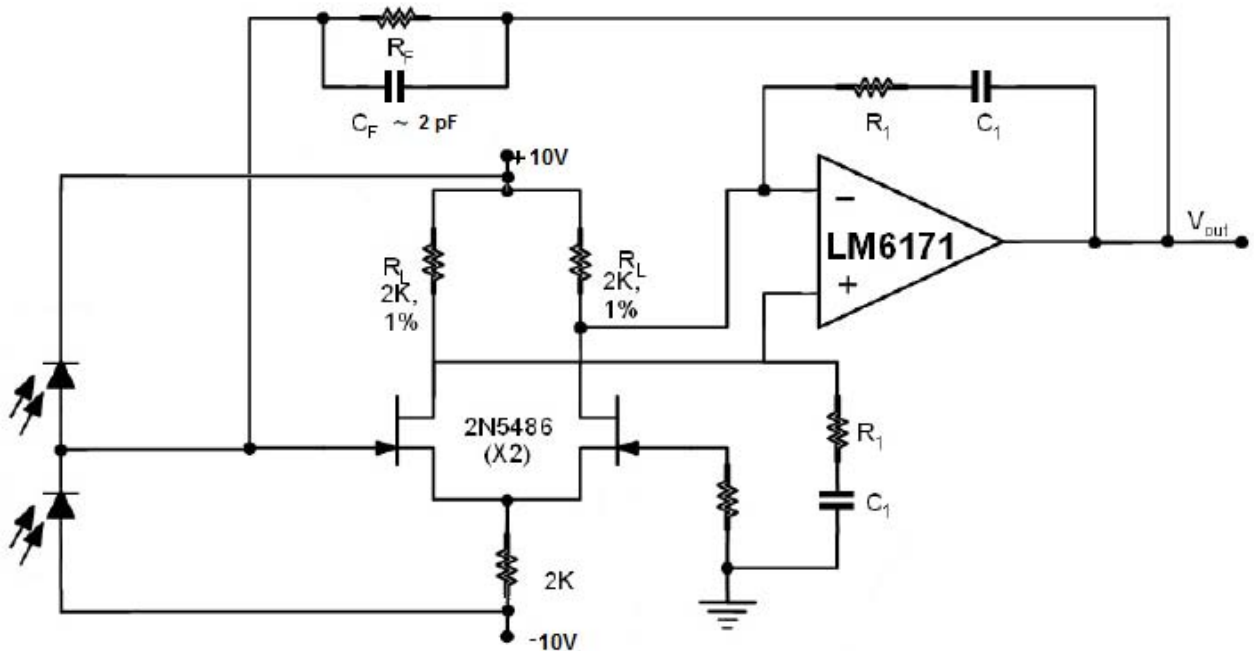 R_F
C_F ~ 2 pF
R_1
C_1
+10V
LM6171
−
+
V_out
R_L
2K,
1%
R_L
2K,
1%
2N5486
(X2)
R_1
C_1
2K
-10V